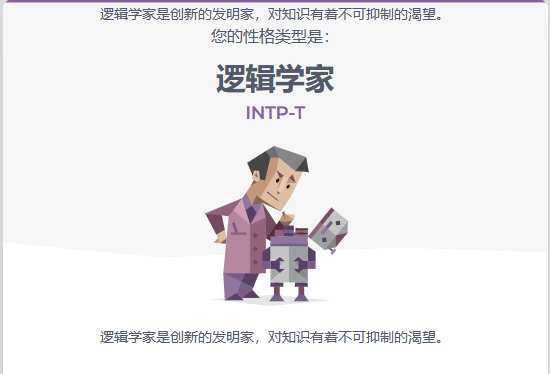 逻辑学家是创新的发明家，对知识有着不可抑制的渴望。
您的性格类型是：
逻辑学家
INTP-T
逻辑学家是创新的发明家，对知识有着不可抑制的渴望。